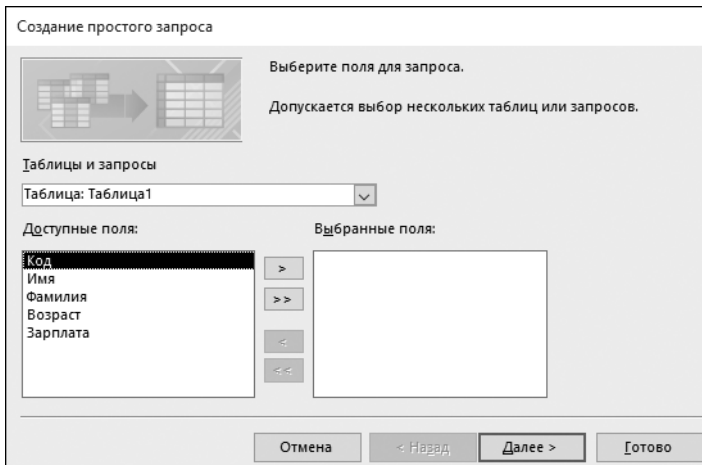 Создание простого запроса
Выберите поля для запроса.
Допускается выбор нескольких таблиц или запросов.
Таблицы и запросы
Таблица: Таблица1
Доступные поля:
Выбранные поля:
Код
Имя
Фамилия
Возраст
Зарплата
>
>>
<
<<
Отмена
< Назад
Далее >
Готово